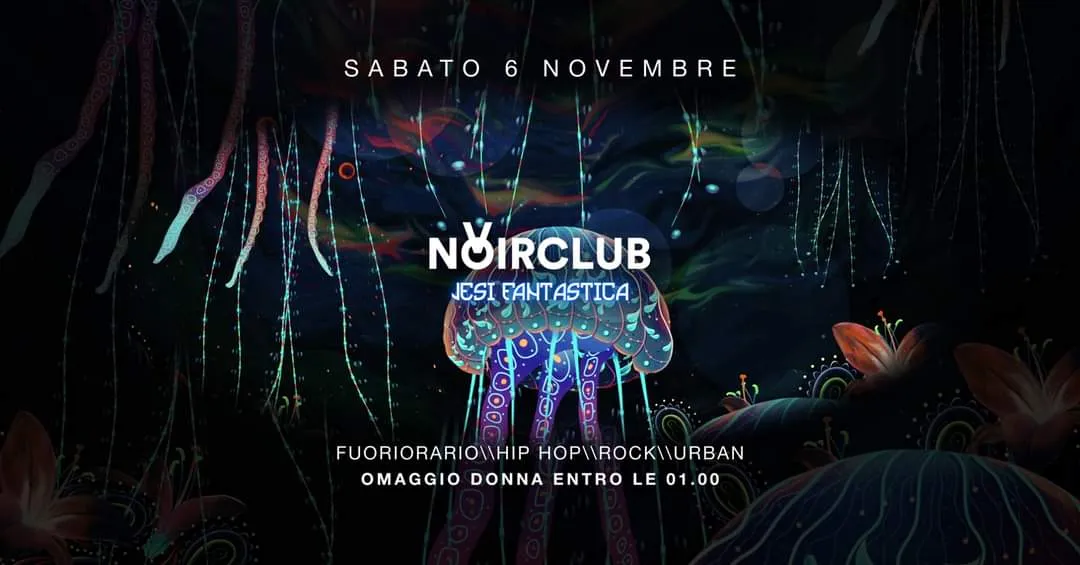 SABATO 6 NOVEMBRE
NOIRCLUB
JESI FANTASTICA
FUORIORARIO\\HIP HOP\\ROCK\\URBAN
OMAGGIO DONNA ENTRO LE 01.00